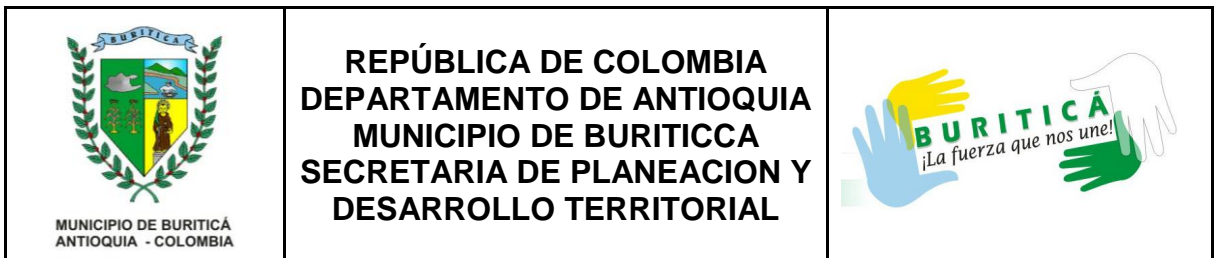 BURITICA
MUNICIPIO DE BURITICÁ
ANTIOQUIA - COLOMBIA
REPÚBLICA DE COLOMBIA
DEPARTAMENTO DE ANTIOQUIA
MUNICIPIO DE BURITICCA
SECRETARIA DE PLANEACION Y
DESARROLLO TERRITORIAL
BURITICÁ
¡La fuerza que nos une!